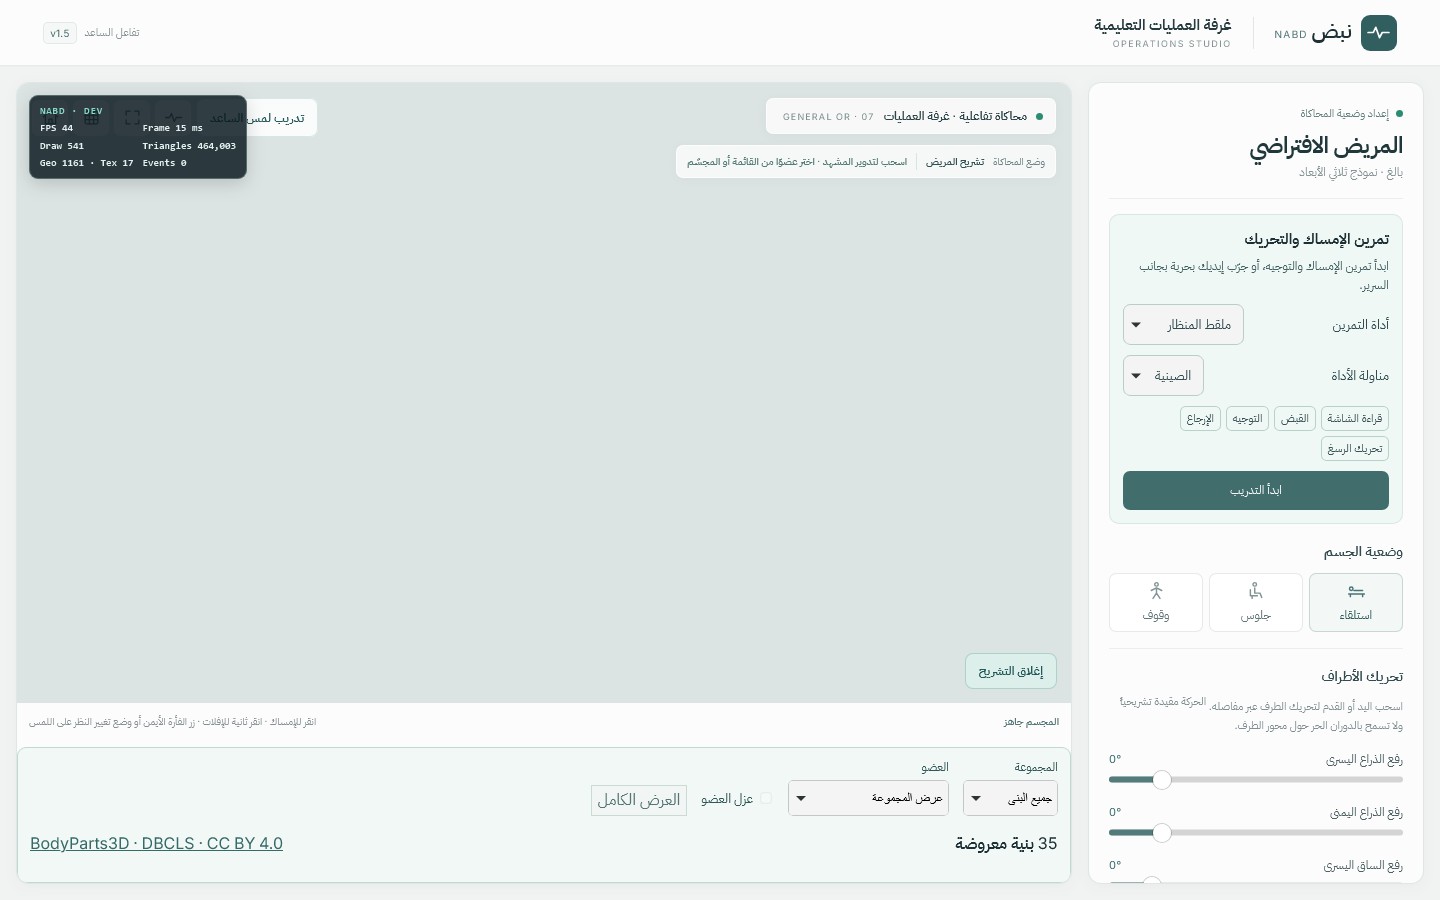 نبض NABD
غرفة العمليات التعليمية
OPERATIONS STUDIO
تفاعل الساعد v1.5
إعداد وضعية المحاكاة
المريض الافتراضي
بالغ · نموذج ثلاثي الأبعاد
تمرين الإمساك والتحريك
ابدأ تمرين الإمساك والتوجيه، أو جرّب إيديك بحرية بجانب
السرير.
أداة التمرين ملقط المنظار
مناولة الأداة الصينية
قراءة الشاشة القبض التوجيه الإرجاع
تحريك الرسغ
ابدأ التدريب
وضعية الجسم
استلقاء جلوس وقوف
تحريك الأطراف
اسحب اليد أو القدم لتحريك الطرف عبر مفاصله. الحركة مقيدة تشريحياً
ولا تسمح بالدوران الحر حول محور الطرف.
رفع الذراع اليسرى 0°
رفع الذراع اليمنى 0°
رفع الساق اليسرى 0°
محاكاة تفاعلية · غرفة العمليات GENERAL OR · 07
وضع المحاكاة تشريح المريض اسحب لتدوير المشهد · اختر عضوًا من القائمة أو المجسّم
تدريب لمس الساعد
NABD · DEV
FPS 44 Frame 15 ms
Draw 541 Triangles 464,003
Geo 1161 · Tex 17 Events 0
إغلاق التشريح
المجسم جاهز
انقر للإمساك · انقر ثانية للإفلات · زر الفأرة الأيمن أو وضع تغيير النظر على اللمس
المجموعة العضو
جميع البنى عرض المجموعة عزل العضو العرض الكامل
35 بنية معروضة
BodyParts3D · DBCLS · CC BY 4.0